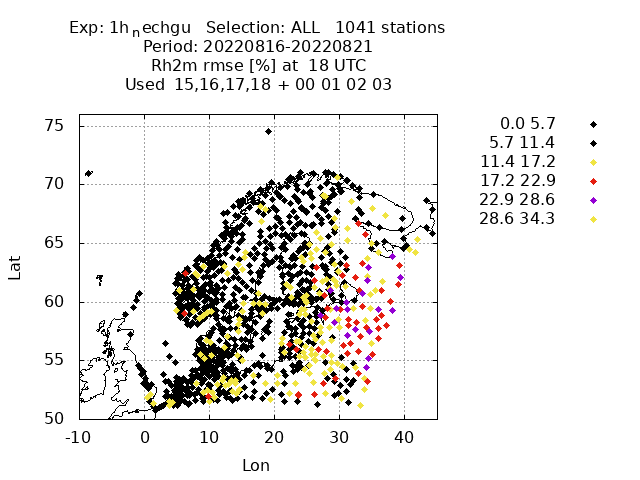 Exp: 1h_nechgu Selection: ALL 1041 stations
Period: 20220816-20220821
Rh2m rmse [%] at 18 UTC
Used 15,16,17,18 + 00 01 02 03
0.0 5.7
5.7 11.4
11.4 17.2
17.2 22.9
22.9 28.6
28.6 34.3
75
70
65
60
55
50
-10 0 10 20 30 40
Lat
Lon